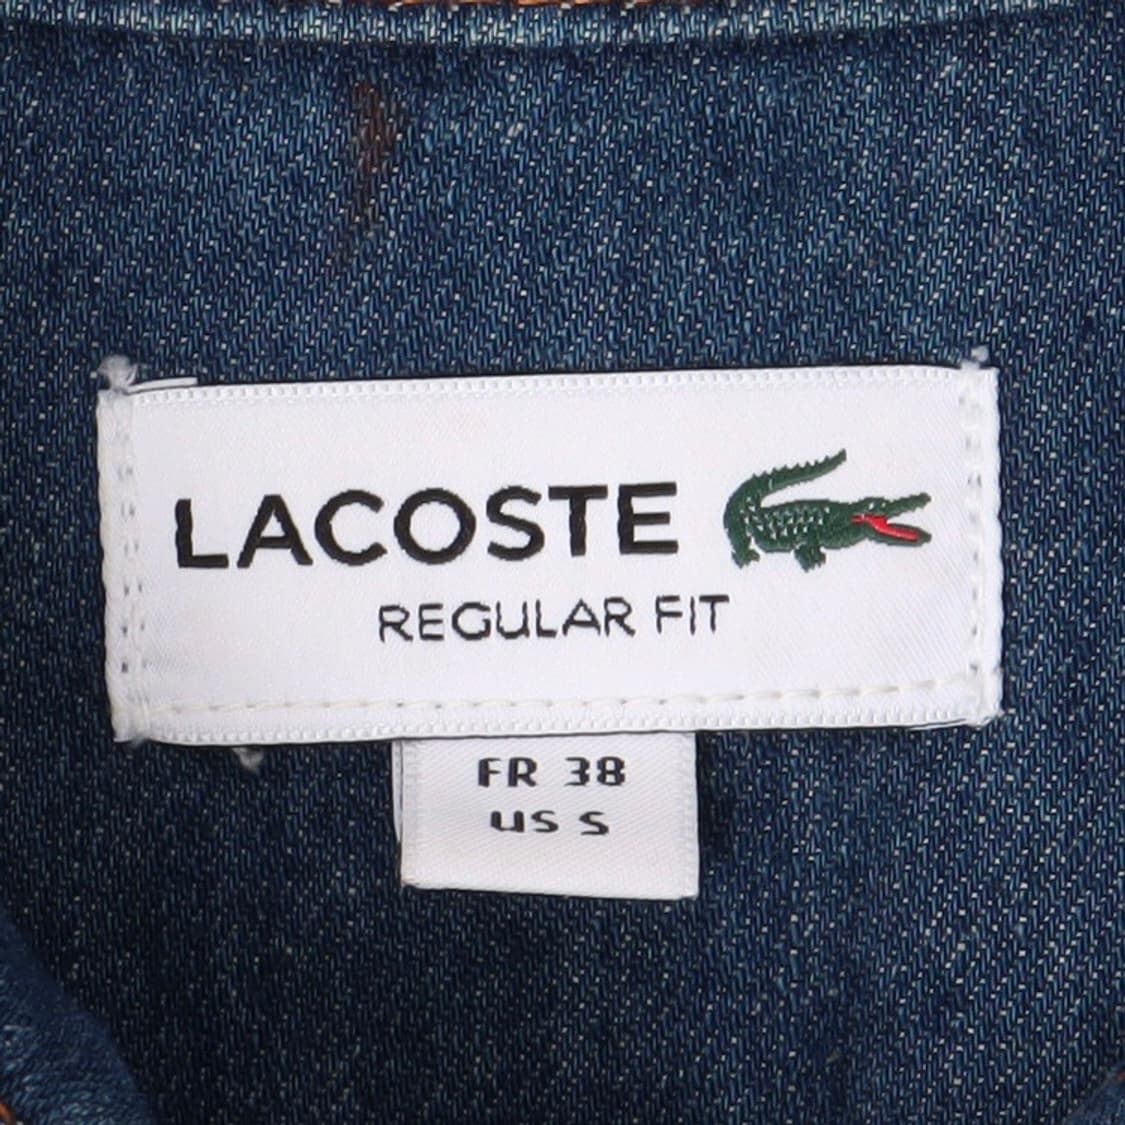 LACOSTE
REGULAR FIT
FR 38
US S